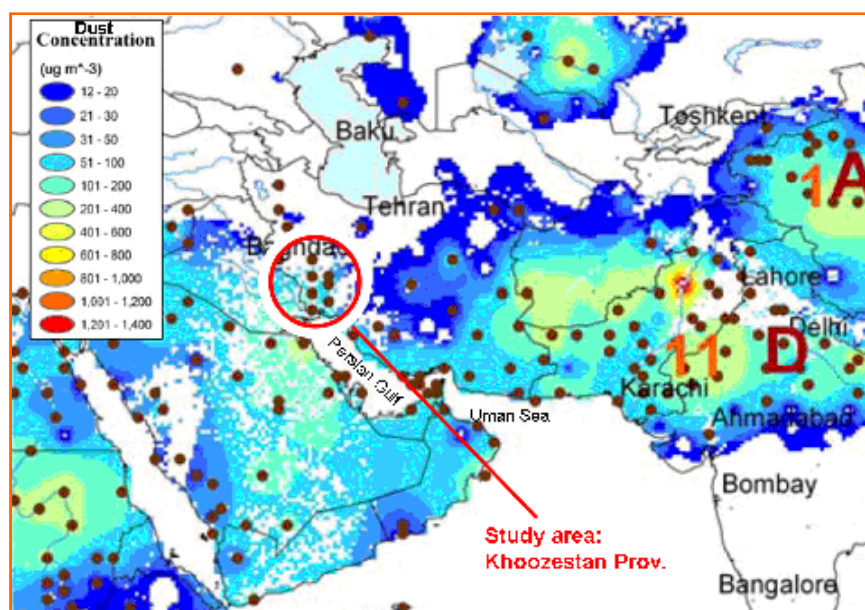 Dust
Concentration
(ug m^-3)
12 - 20
21 - 30
31 - 50
51 - 100
101 - 200
201 - 400
401 - 600
601 - 800
801 - 1,000
1,001 - 1,200
1,201 - 1,400
Baku
Toshkent
1A
Tehran
Baghdad
Lahore
Delhi
11 D
Persian Gulf
Karachi
Uman Sea
Ahmadabad
Bombay
Study area:
Khoozestan Prov.
Bangalore